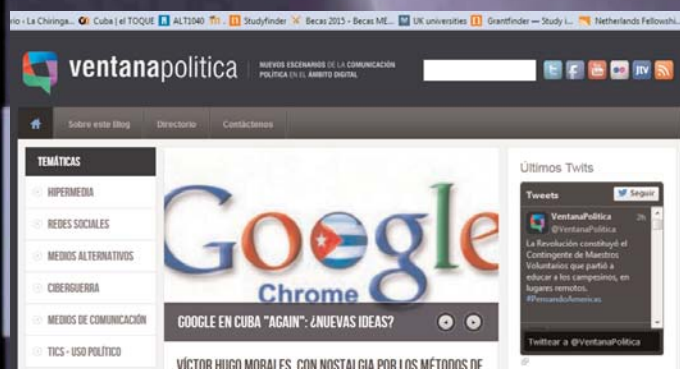 rio - La Chiringa... Cuba | el TOQUE ALT1040 Studyfinder Becas 2015 - Becas ME... UK universities Grantfinder — Study i... Netherlands Fellowshi...
ventanapolitica
NUEVOS ESCENARIOS DE LA COMUNICACIÓN
POLÍTICA EN EL ÁMBITO DIGITAL
JTV
Sobre este Blog Directorio Contáctenos
TEMÁTICAS
HIPERMEDIA
REDES SOCIALES
MEDIOS ALTERNATIVOS
CIBERGUERRA
MEDIOS DE COMUNICACIÓN
TICS - USO POLÍTICO
Google
Chrome
GOOGLE EN CUBA "AGAIN": ¿NUEVAS IDEAS?
VÍCTOR HUGO MORALES, CON NOSTALGIA POR LOS MÉTODOS DE
Últimos Twits
Tweets Seguir
VentanaPolitica 2h
@VentanaPolitica
La Revolución constituyó el
Contingente de Maestros
Voluntarios que partió a
educar a los campesinos, en
lugares remotos.
#PensandoAmericas
Twittear a @VentanaPolitica